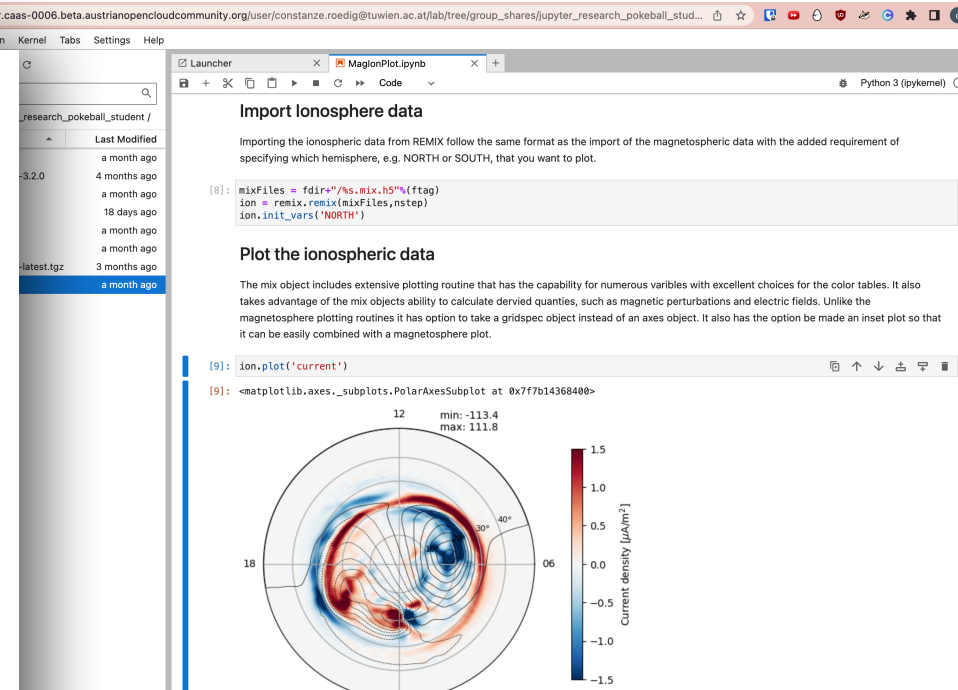 r.caas-0006.beta.austrianopencloudcommunity.org/user/constanze.roedig@tuwien.ac.at/lab/tree/group_shares/jupyter_research_pokeball_stud...
n Kernel Tabs Settings Help
Launcher
MagIonPlot.ipynb
Code
Python 3 (ipykernel)
_research_pokeball_student /
Last Modified
a month ago
-3.2.0 4 months ago
a month ago
18 days ago
a month ago
a month ago
-latest.tgz 3 months ago
a month ago
Import Ionosphere data
Importing the ionospheric data from REMIX follow the same format as the import of the magnetospheric data with the added requirement of
specifying which hemisphere, e.g. NORTH or SOUTH, that you want to plot.
[8]: mixFiles = fdir+"/%s.mix.h5"%(ftag)
ion = remix.remix(mixFiles,nstep)
ion.init_vars('NORTH')
Plot the ionospheric data
The mix object includes extensive plotting routine that has the capability for numerous varibles with excellent choices for the color tables. It also
takes advantage of the mix objects ability to calculate dervied quanties, such as magnetic perturbations and electric fields. Unlike the
magnetosphere plotting routines it has option to take a gridspec object instead of an axes object. It also has the option be made an inset plot so that
it can be easily combined with a magnetosphere plot.
[9]: ion.plot('current')
[9]: <matplotlib.axes._subplots.PolarAxesSubplot at 0x7f7b14368400>
12
min: -113.4
max: 111.8
18
06
30°
40°
1.5
1.0
0.5
0.0
−0.5
−1.0
−1.5
Current density [μA/m²]